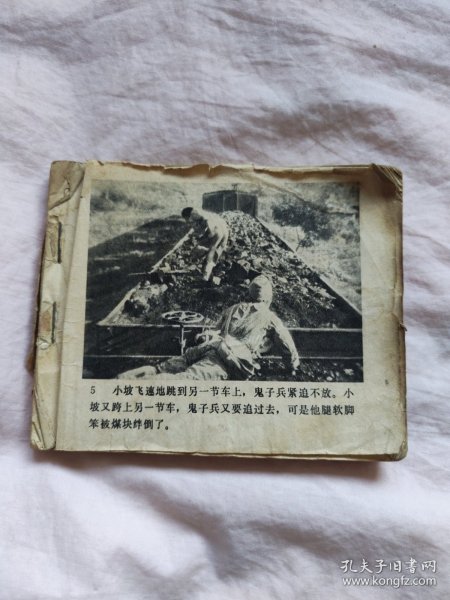 5 小坡飞速地跳到另一节车上，鬼子兵紧追不放。小
坡又跨上另一节车，鬼子兵又要追过去，可是他腿软脚
笨被煤块绊倒了。
孔夫子旧书网
www.kongfz.com